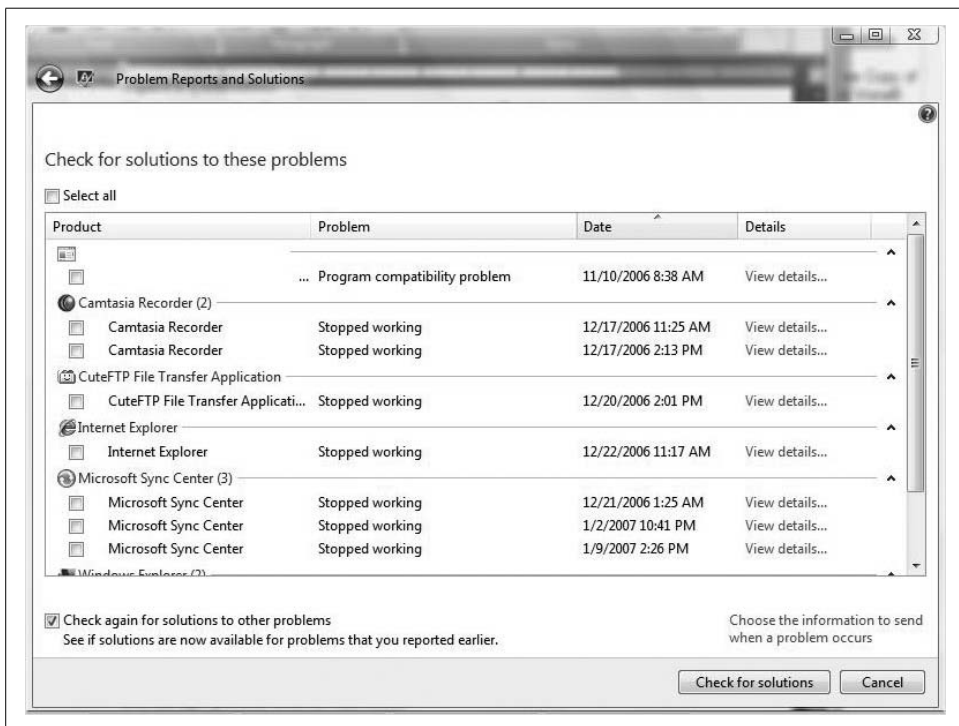 Problem Reports and Solutions
Check for solutions to these problems
Select all
Product Problem Date Details
... Program compatibility problem 11/10/2006 8:38 AM View details...
Camtasia Recorder (2)
Camtasia Recorder Stopped working 12/17/2006 11:25 AM View details...
Camtasia Recorder Stopped working 12/17/2006 2:13 PM View details...
CuteFTP File Transfer Application
CuteFTP File Transfer Applicati... Stopped working 12/20/2006 2:01 PM View details...
Internet Explorer
Internet Explorer Stopped working 12/22/2006 11:17 AM View details...
Microsoft Sync Center (3)
Microsoft Sync Center Stopped working 12/21/2006 1:25 AM View details...
Microsoft Sync Center Stopped working 1/2/2007 10:41 PM View details...
Microsoft Sync Center Stopped working 1/9/2007 2:26 PM View details...
Windows Explorer (2)
Check again for solutions to other problems
See if solutions are now available for problems that you reported earlier.
Choose the information to send
when a problem occurs
Check for solutions Cancel